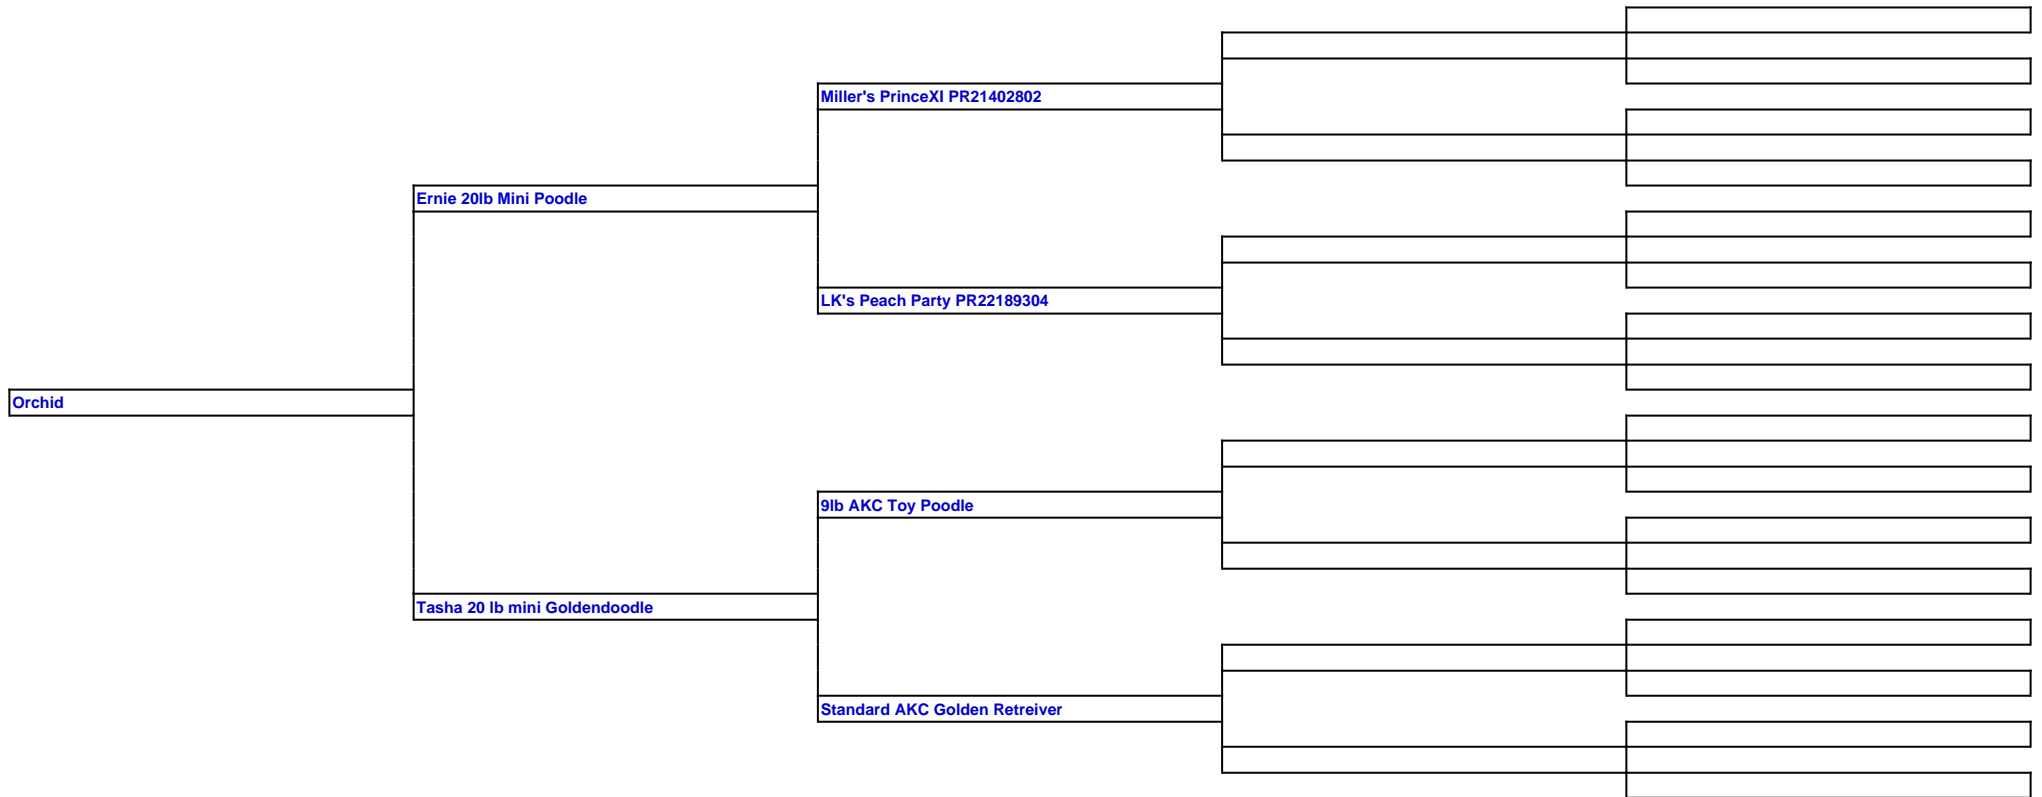 Miller's PrinceXI PR21402802
Ernie 20lb Mini Poodle
LK's Peach Party PR22189304
Orchid
9lb AKC Toy Poodle
Tasha 20 lb mini Goldendoodle
Standard AKC Golden Retreiver